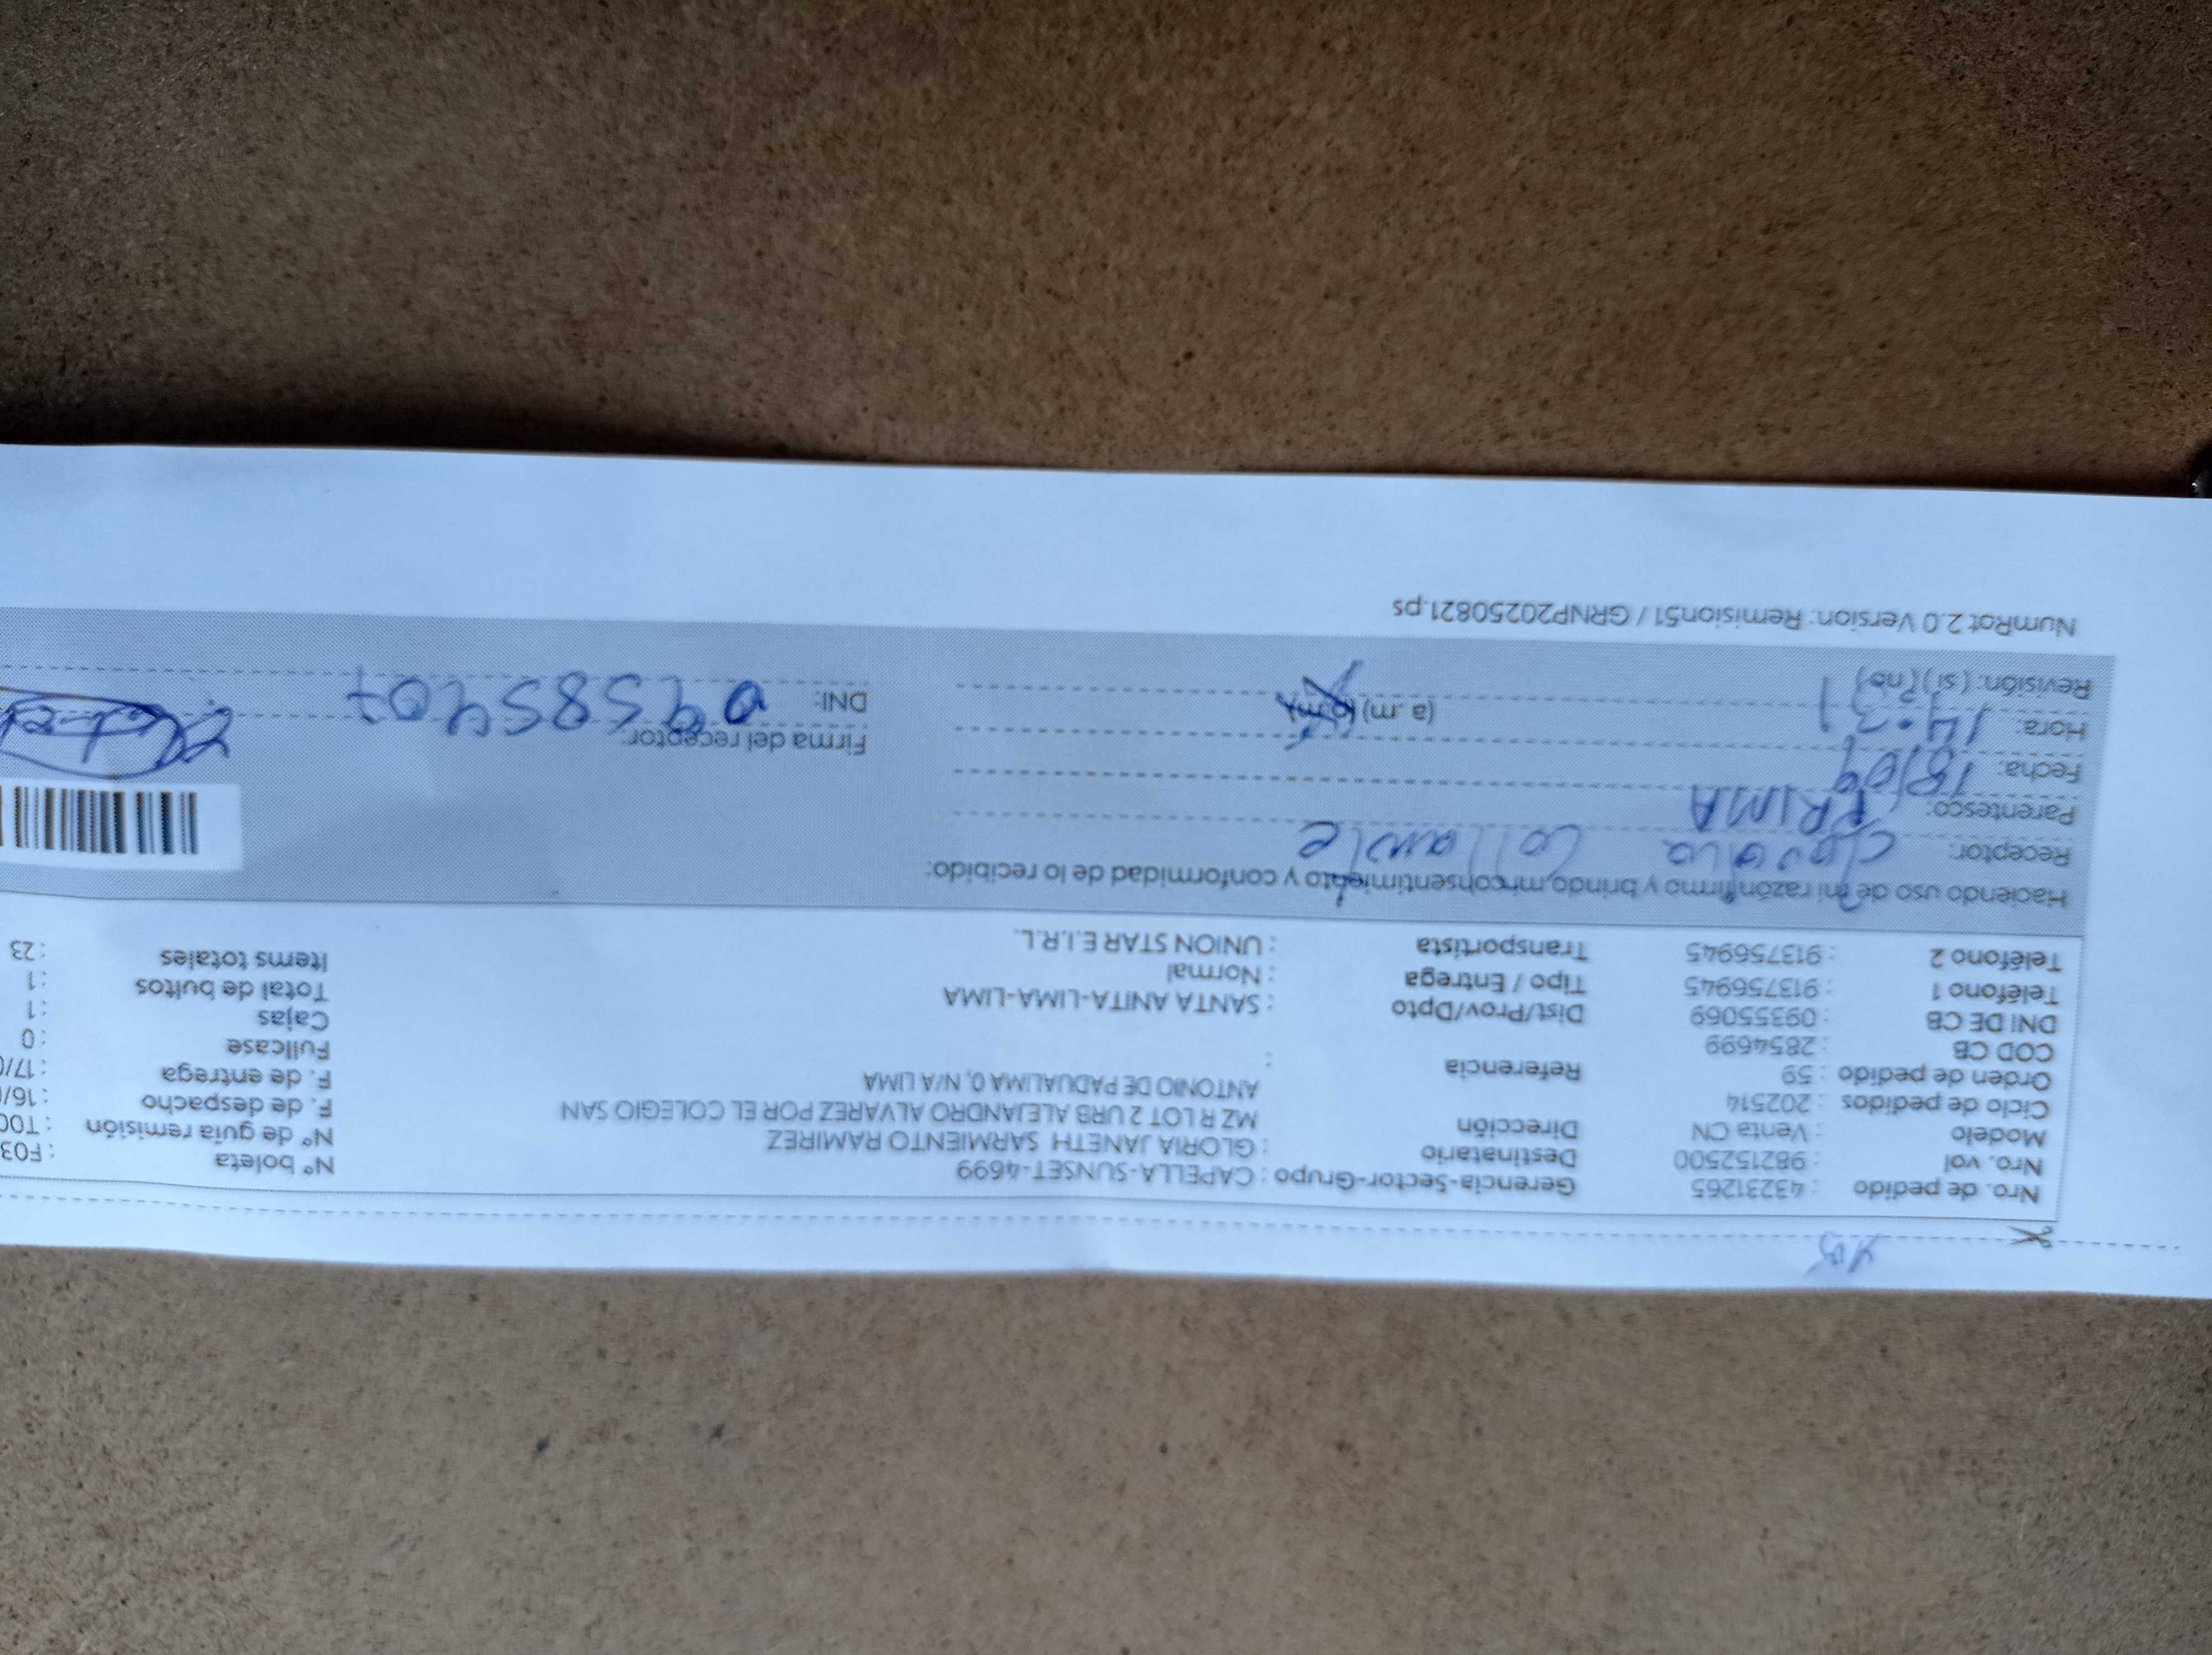 Nro. de pedido : 43231265 Gerencia-Sector-Grupo : CAPELLA-SUNSET-4699 N° boleta : F03
Nro. vol : 982152500 Destinatario : GLORIA JANETH SARMIENTO RAMIREZ N° de guía remisión : T00
Modelo : Venta CN Dirección MZ R LOT 2 URB ALEJANDRO ALVAREZ POR EL COLEGIO SAN F. de despacho : 16/
Ciclo de pedidos : 202514 ANTONIO DE PADUALIMA 0, N/A LIMA F. de entrega : 17/0
Orden de pedido : 59 Referencia : Fullcase : 0
COD CB : 2854699 Cajas : 1
DNI DE CB : 09355069 Dist/Prov/Dpto : SANTA ANITA-LIMA-LIMA Total de bultos : 1
Teléfono 1 : 913756945 Tipo / Entrega : Normal Items totales : 23
Teléfono 2 : 913756945 Transportista : UNION STAR E.I.R.L.
Haciendo uso de mi razón firmo y brindo mi consentimiento y conformidad de lo recibido:
Receptor: Collante
Parentesco: PRIMA
Fecha: 18/09
Hora: 14:31 (a.m) (p.m) Firma del receptor:
Revisión: (si) (no) DNI:
NumRot 2.0 Version: Remision51 / GRNP20250821.ps